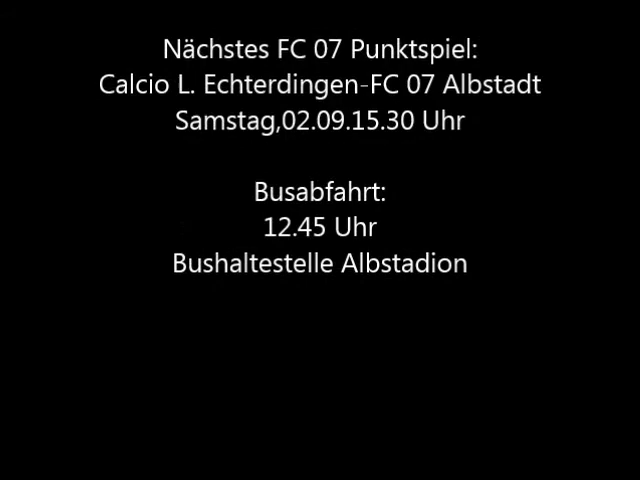 Nächstes FC 07 Punktspiel:
Calcio L. Echterdingen-FC 07 Albstadt
Samstag,02.09.15.30 Uhr
Busabfahrt:
12.45 Uhr
Bushaltestelle Albstadion